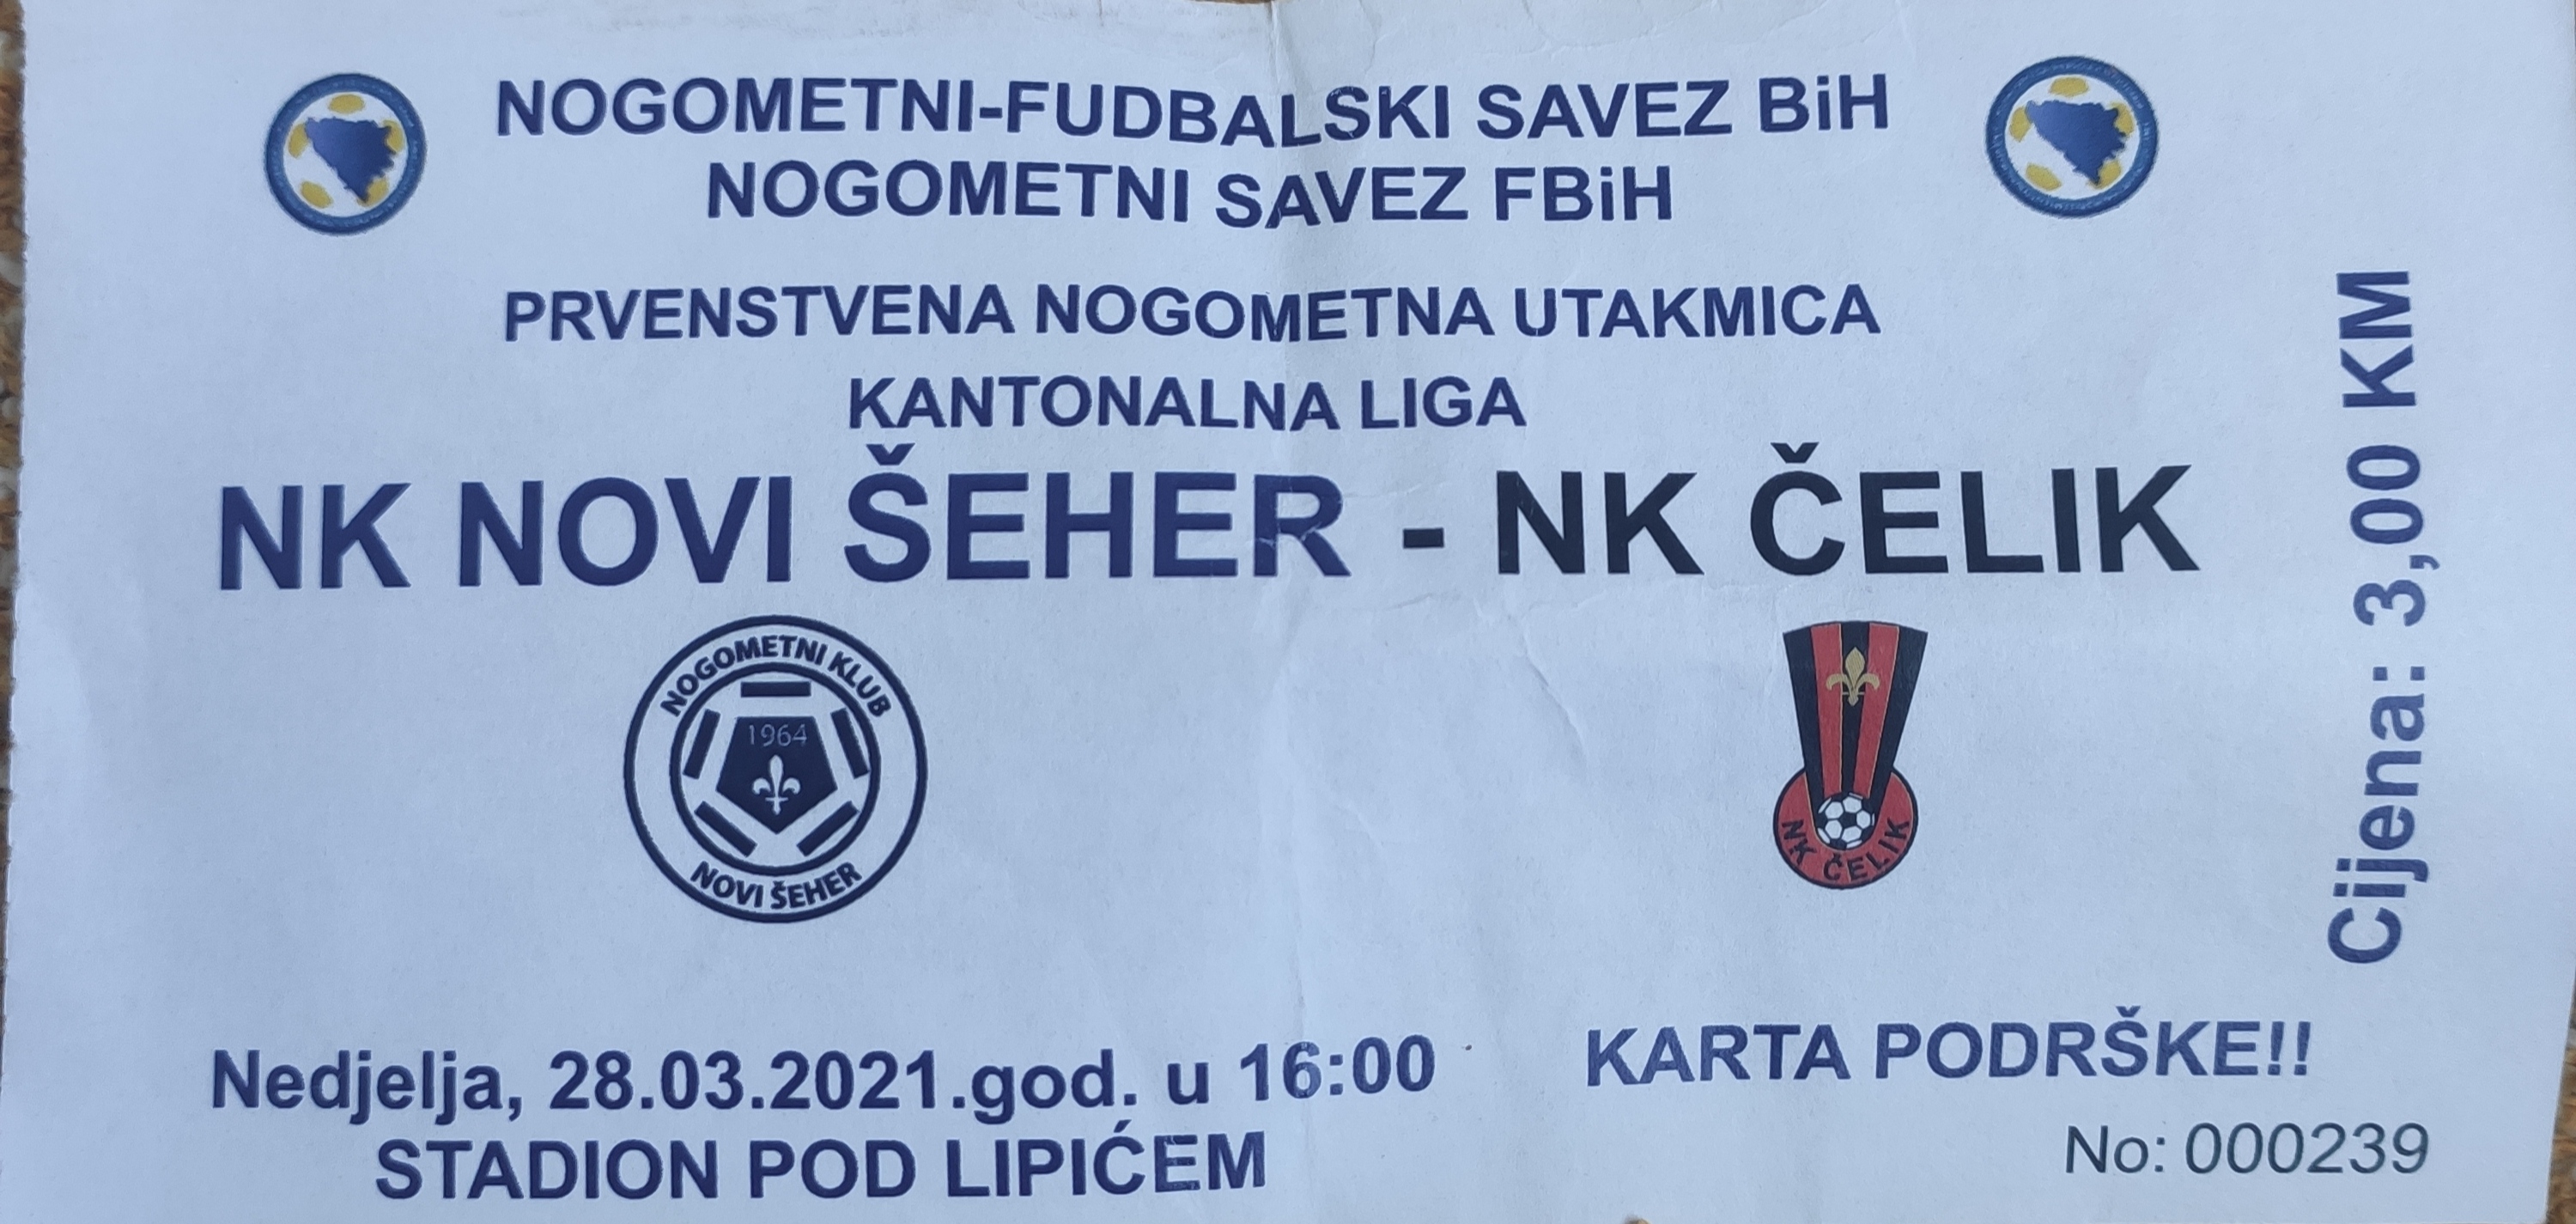 NOGOMETNI-FUDBALSKI SAVEZ BiH
NOGOMETNI SAVEZ FBiH
PRVENSTVENA NOGOMETNA UTAKMICA
KANTONALNA LIGA
NK NOVI ŠEHER - NK ČELIK
NOGOMETNI KLUB
1964
NOVI ŠEHER
NK ČELIK
Cijena: 3,00 KM
Nedjelja, 28.03.2021.god. u 16:00
STADION POD LIPIĆEM
KARTA PODRŠKE!!
No: 000239